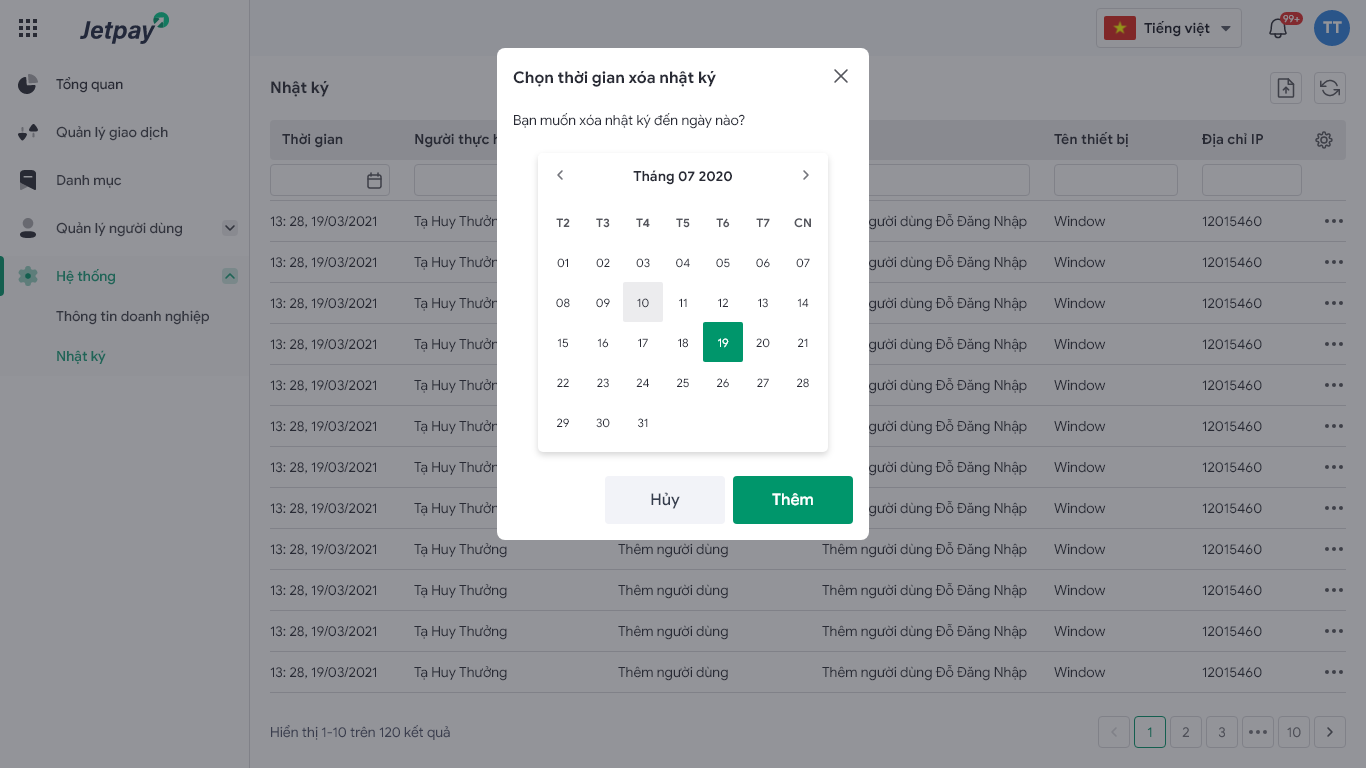 Jetpay
Tiếng việt
99+
TT
Tổng quan
Quản lý giao dịch
Danh mục
Quản lý người dùng
Hệ thống
Thông tin doanh nghiệp
Nhật ký
Nhật ký
Chọn thời gian xóa nhật ký
Bạn muốn xóa nhật ký đến ngày nào?
Tháng 07 2020
T2 T3 T4 T5 T6 T7 CN
01 02 03 04 05 06 07
08 09 10 11 12 13 14
15 16 17 18 19 20 21
22 23 24 25 26 27 28
29 30 31
Hủy Thêm
Thời gian Người thực Tên thiết bị Địa chỉ IP
13: 28, 19/03/2021 Tạ Huy Thưởng người dùng Đỗ Đăng Nhập Window 12015460
13: 28, 19/03/2021 Tạ Huy Thưởng người dùng Đỗ Đăng Nhập Window 12015460
13: 28, 19/03/2021 Tạ Huy Thưởng người dùng Đỗ Đăng Nhập Window 12015460
13: 28, 19/03/2021 Tạ Huy Thưởng người dùng Đỗ Đăng Nhập Window 12015460
13: 28, 19/03/2021 Tạ Huy Thưởng người dùng Đỗ Đăng Nhập Window 12015460
13: 28, 19/03/2021 Tạ Huy Thưởng người dùng Đỗ Đăng Nhập Window 12015460
13: 28, 19/03/2021 Tạ Huy Thưởng người dùng Đỗ Đăng Nhập Window 12015460
13: 28, 19/03/2021 Tạ Huy Thưởng người dùng Đỗ Đăng Nhập Window 12015460
13: 28, 19/03/2021 Tạ Huy Thưởng Thêm người dùng Thêm người dùng Đỗ Đăng Nhập Window 12015460
13: 28, 19/03/2021 Tạ Huy Thưởng Thêm người dùng Thêm người dùng Đỗ Đăng Nhập Window 12015460
13: 28, 19/03/2021 Tạ Huy Thưởng Thêm người dùng Thêm người dùng Đỗ Đăng Nhập Window 12015460
13: 28, 19/03/2021 Tạ Huy Thưởng Thêm người dùng Thêm người dùng Đỗ Đăng Nhập Window 12015460
Hiển thị 1-10 trên 120 kết quả
1 2 3 ••• 10